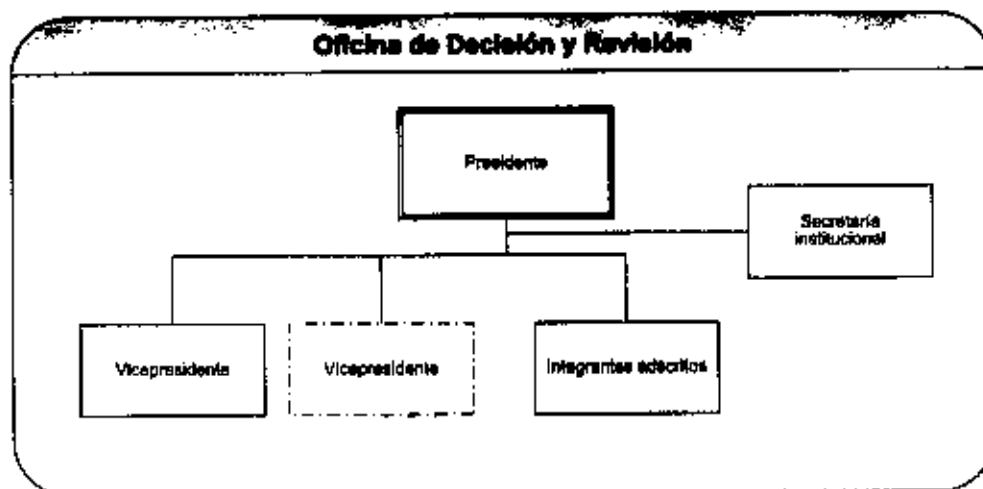 Oficina de Decisión y Revisión
Presidente
Secretaría
institucional
Vicepresidente
Vicepresidente
Integrantes adscritos